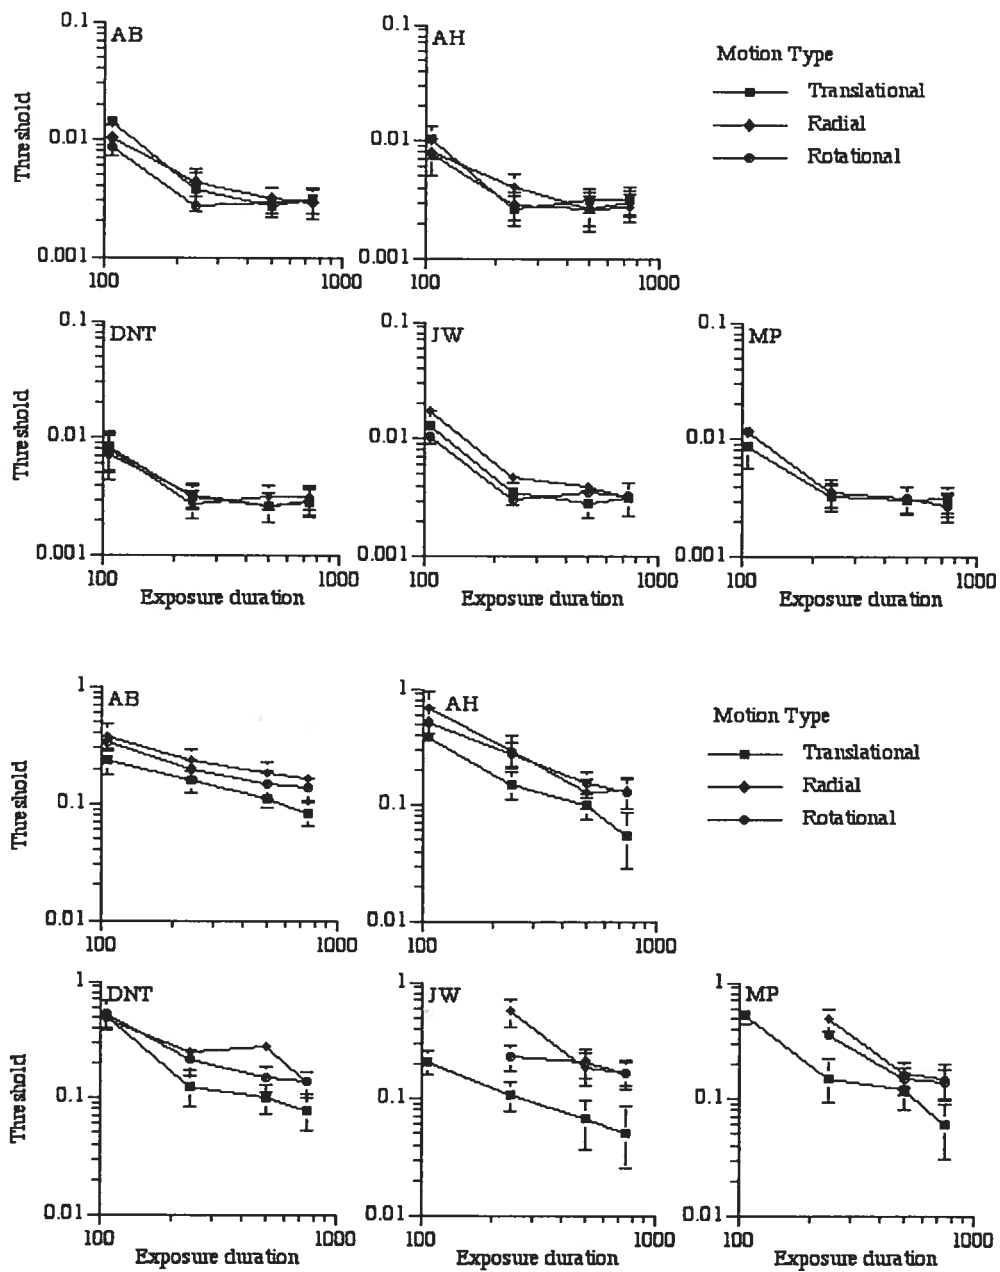 0.1
AB
0.01
0.001
100
1000
Threshold
0.1
AH
0.01
0.001
100
1000
Motion Type
Translational
Radial
Rotational
0.1
DNT
0.01
0.001
100
1000
Threshold
Exposure duration
0.1
JW
0.01
0.001
100
1000
Exposure duration
0.1
MP
0.01
0.001
100
1000
Exposure duration
1
AB
0.1
0.01
100
1000
Threshold
1
AH
0.1
0.01
100
1000
Motion Type
Translational
Radial
Rotational
1
DNT
0.1
0.01
100
1000
Threshold
Exposure duration
1
JW
0.1
0.01
100
1000
Exposure duration
1
MP
0.1
0.01
100
1000
Exposure duration